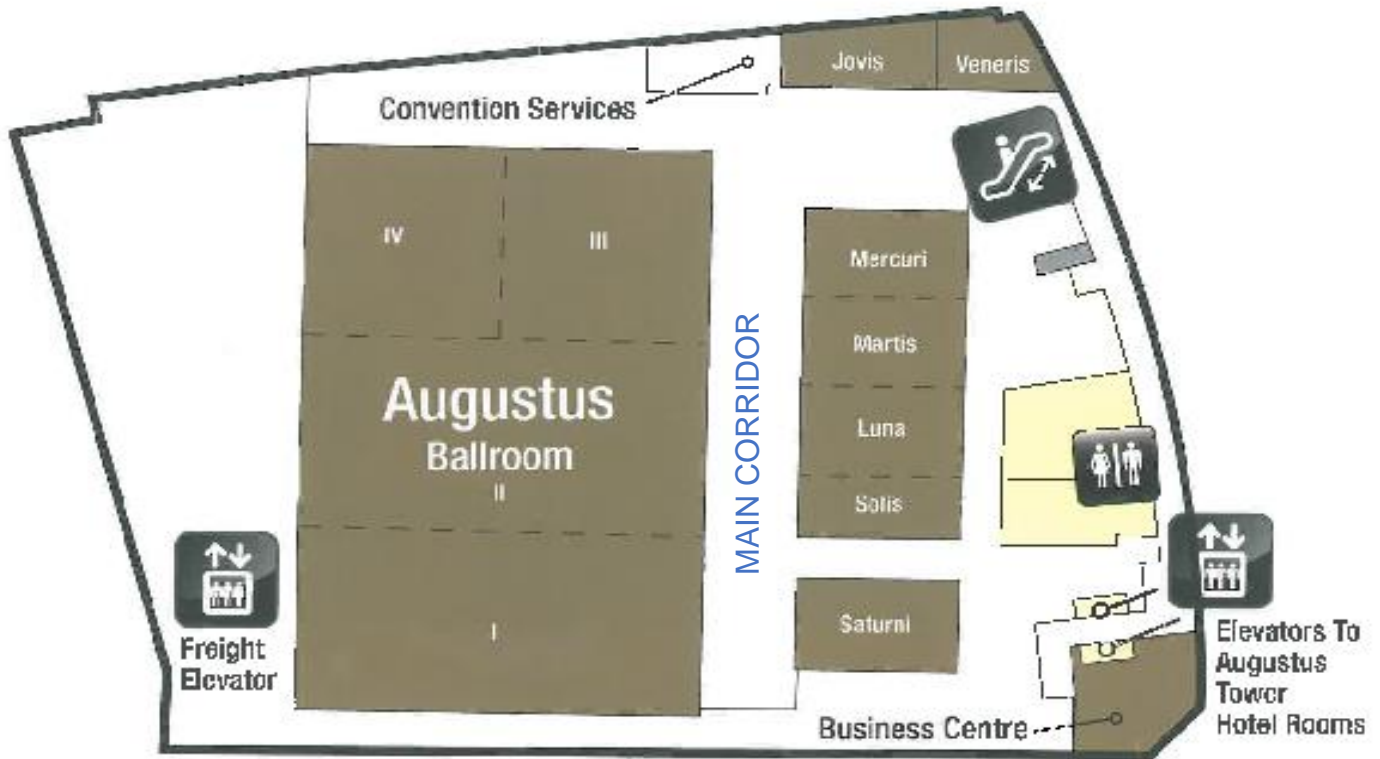 Jovis
Veneris
Convention Services
IV
III
Mercuri
Martis
Augustus
Ballroom
II
MAIN CORRIDOR
Luna
Solis
I
Saturni
Freight
Elevator
Elevators To
Augustus
Tower
Hotel Rooms
Business Centre